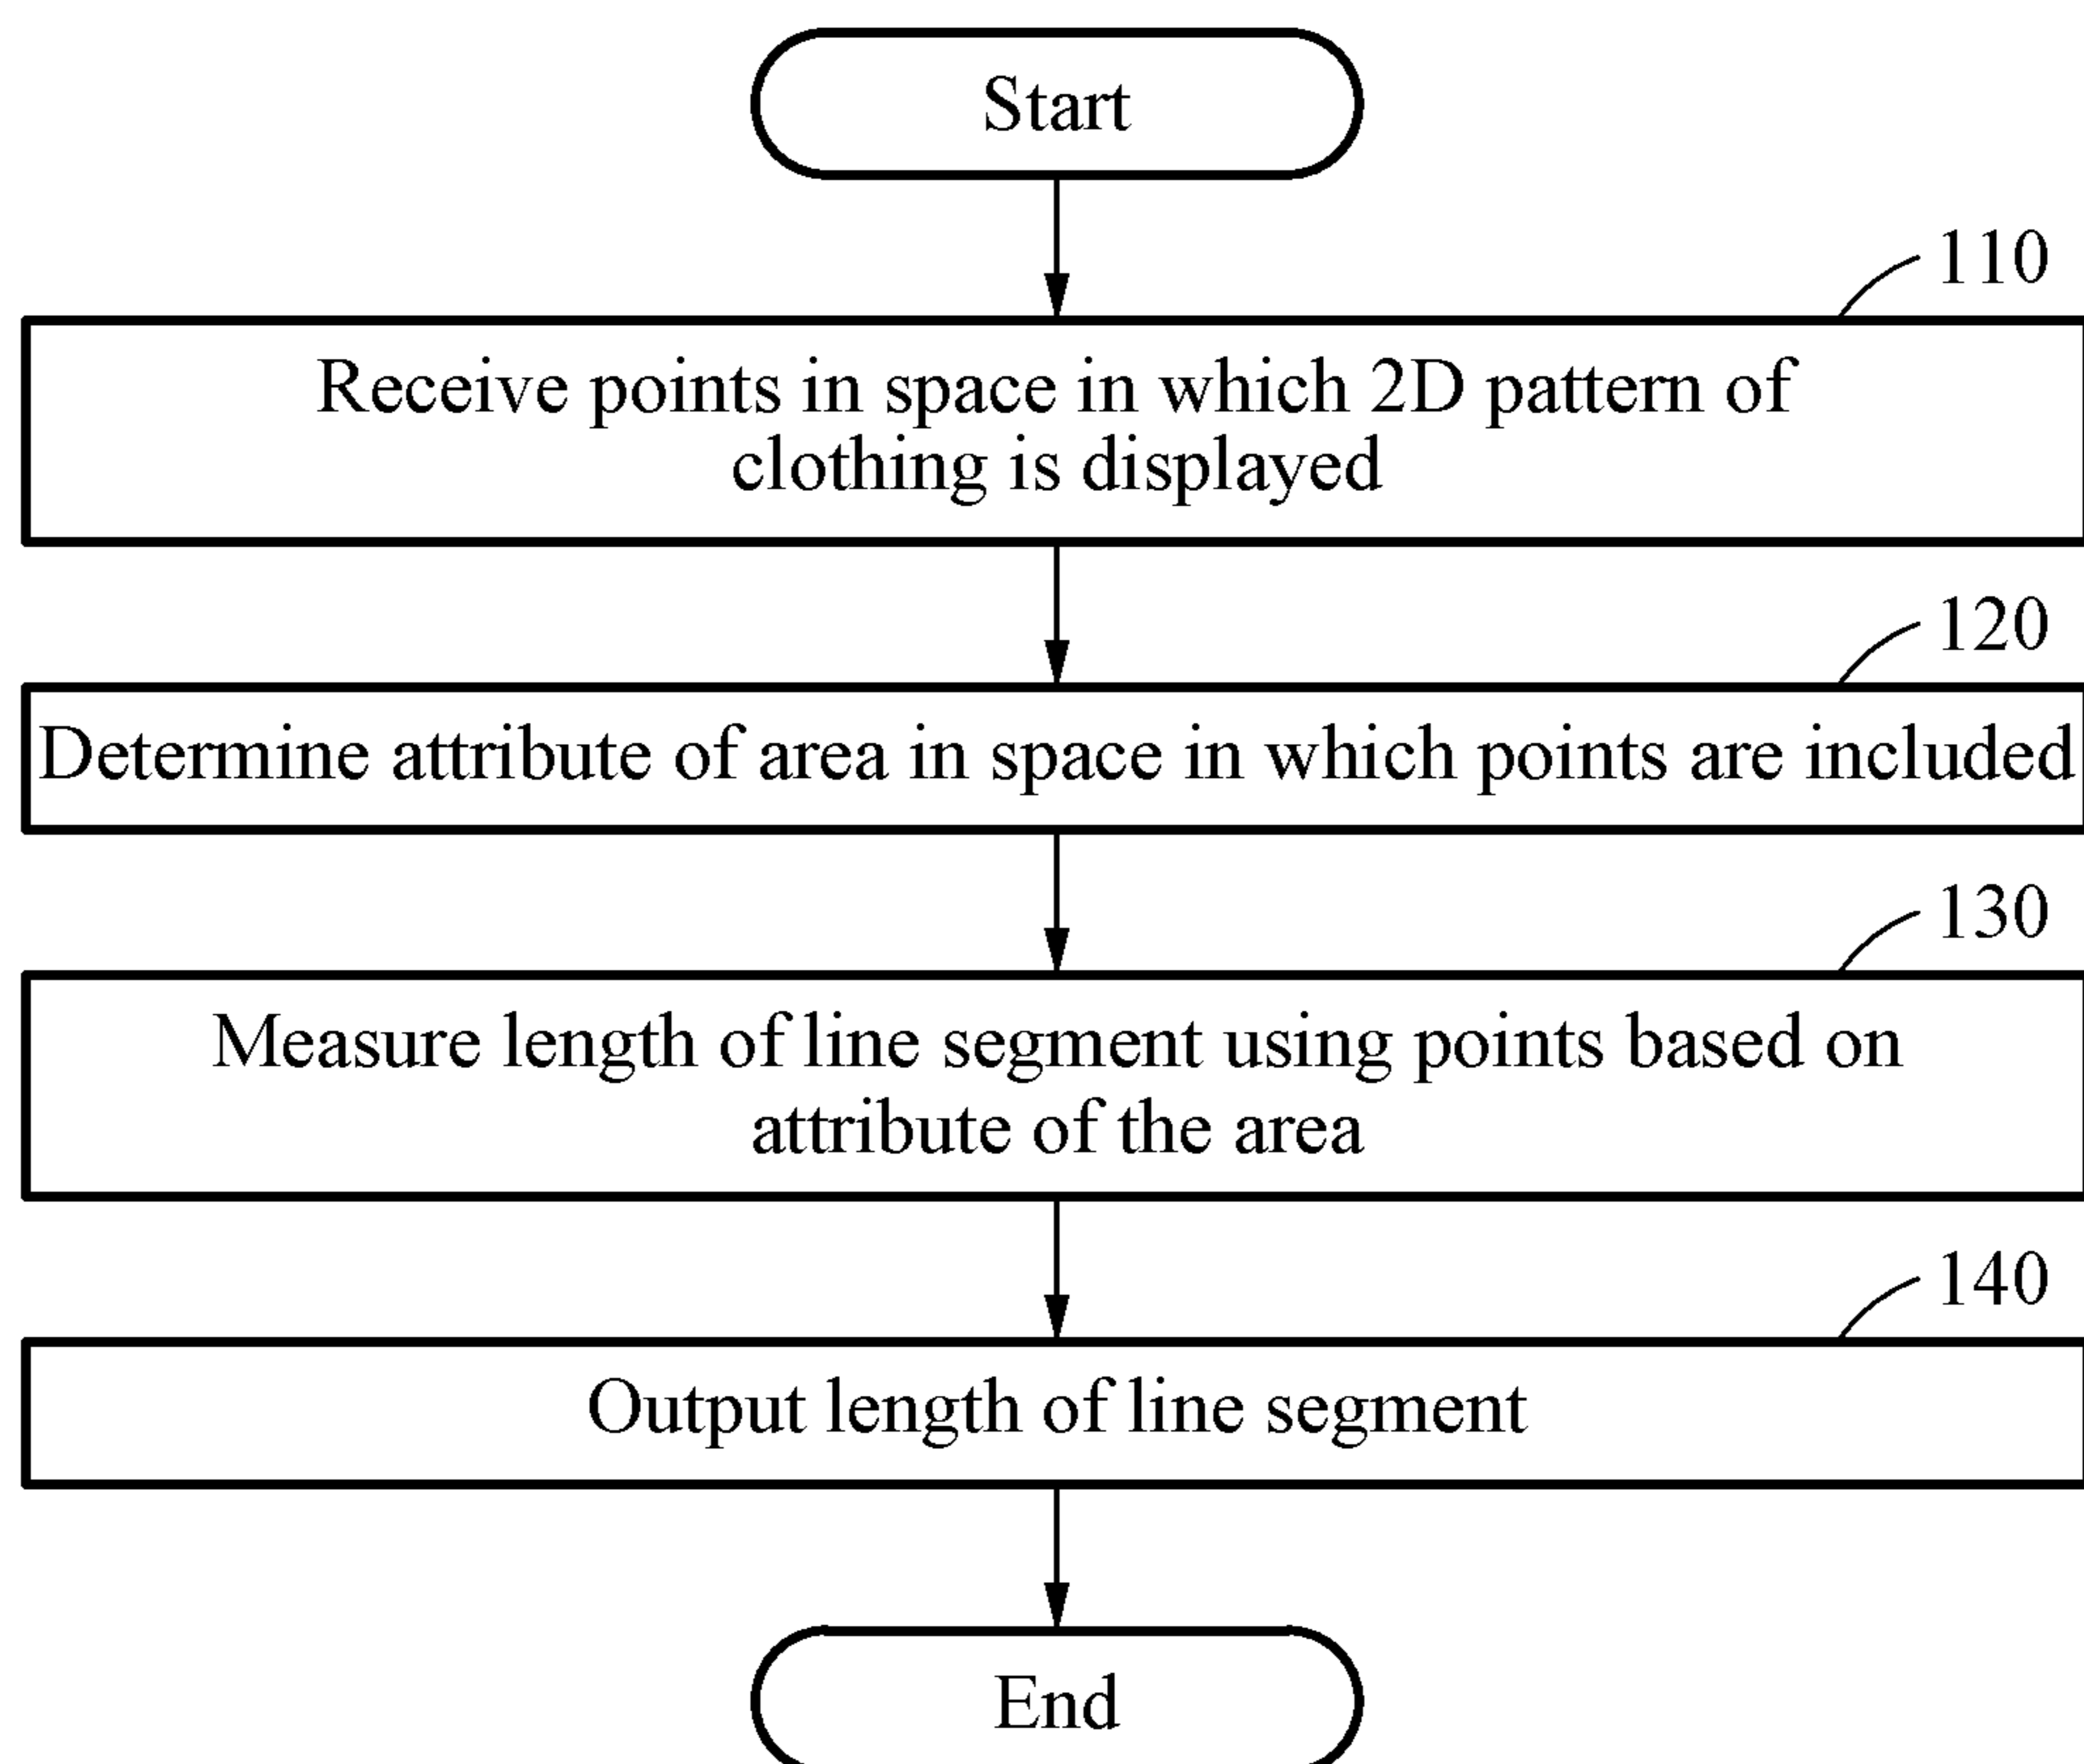 Start
110
Receive points in space in which 2D pattern of
clothing is displayed
120
Determine attribute of area in space in which points are included
130
Measure length of line segment using points based on
attribute of the area
140
Output length of line segment
End